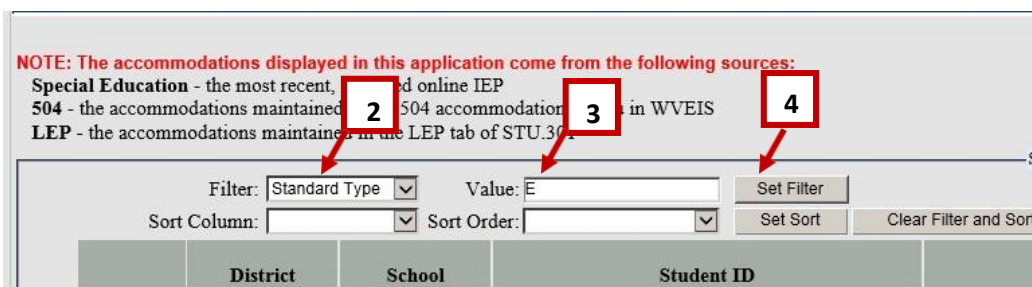 NOTE: The accommodations displayed in this application come from the following sources:
Special Education - the most recent, ed online IEP
504 - the accommodations maintained 504 accommodation in WVEIS
LEP - the accommodations maintained in the LEP tab of STU.301
2
3
4
Filter: Standard Type Value: E Set Filter
Sort Column: Sort Order: Set Sort Clear Filter and Sort
District School Student ID